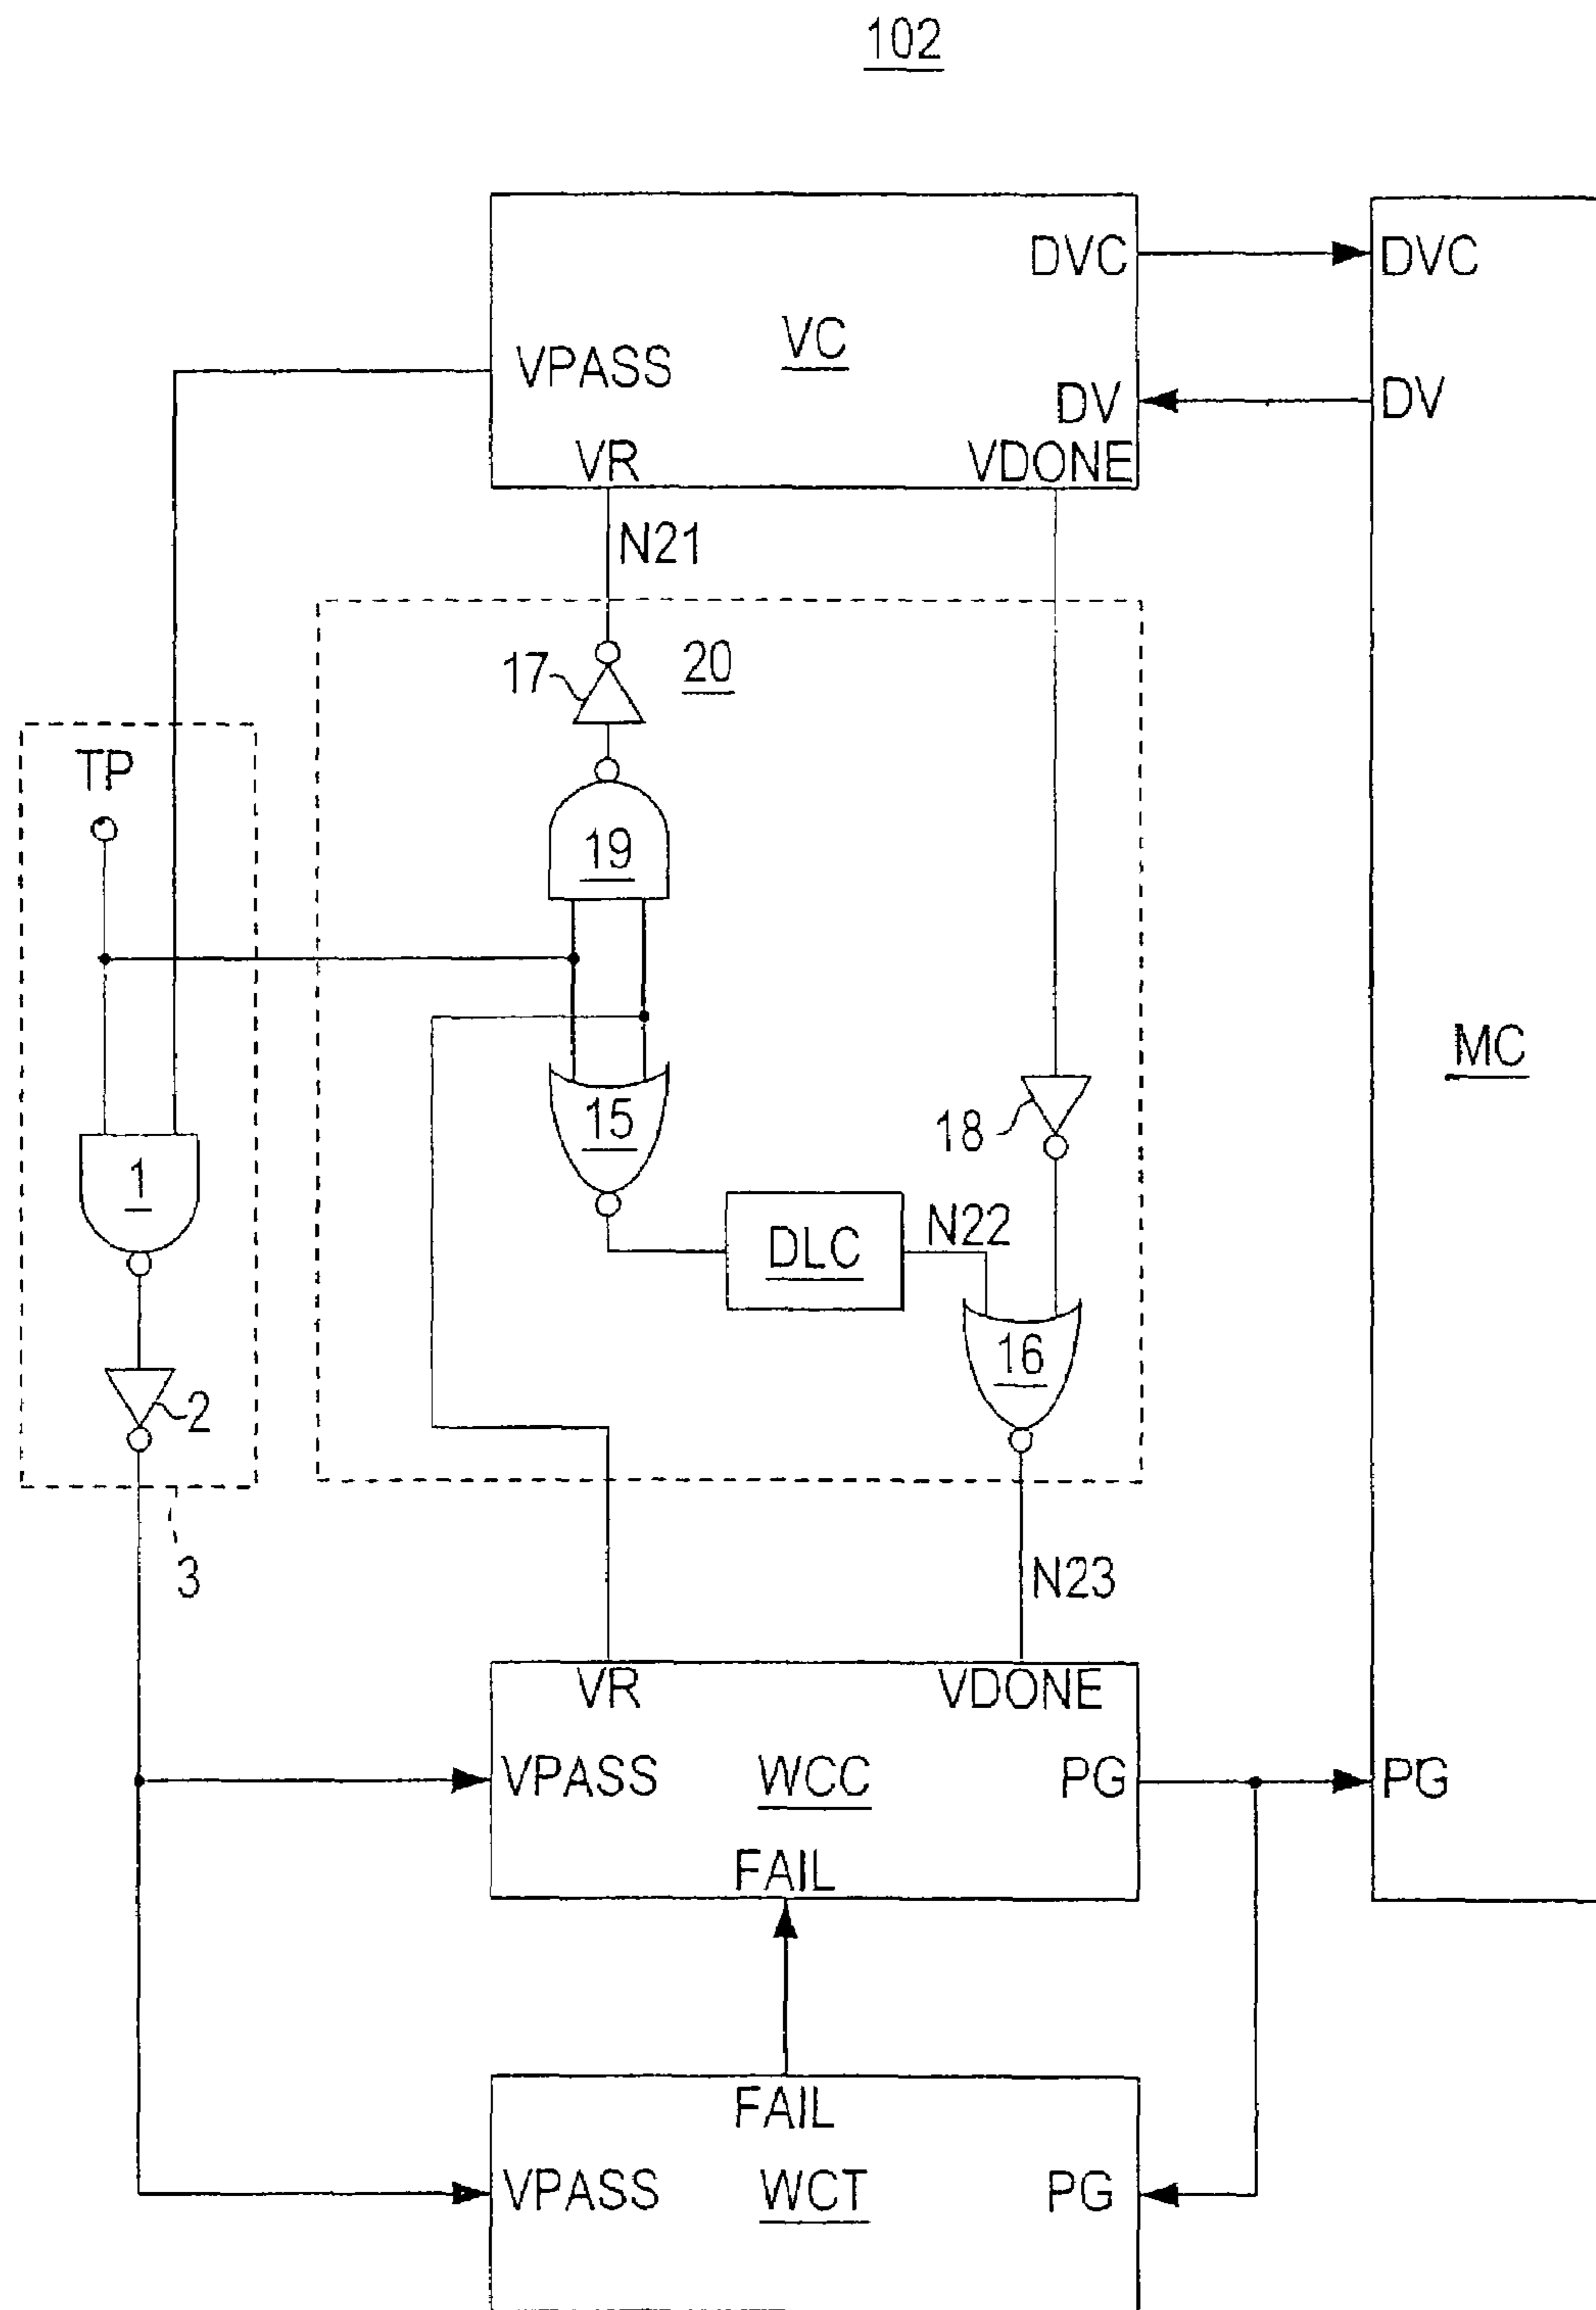 102
DVC
DVC
VC
VPASS
DV
DV
VR
VDONE
N21
17
20
TP
19
MC
15
18
1
N22
DLC
16
2
3
N23
VR
VDONE
VPASS
WCC
PG
PG
FAIL
FAIL
VPASS
WCT
PG